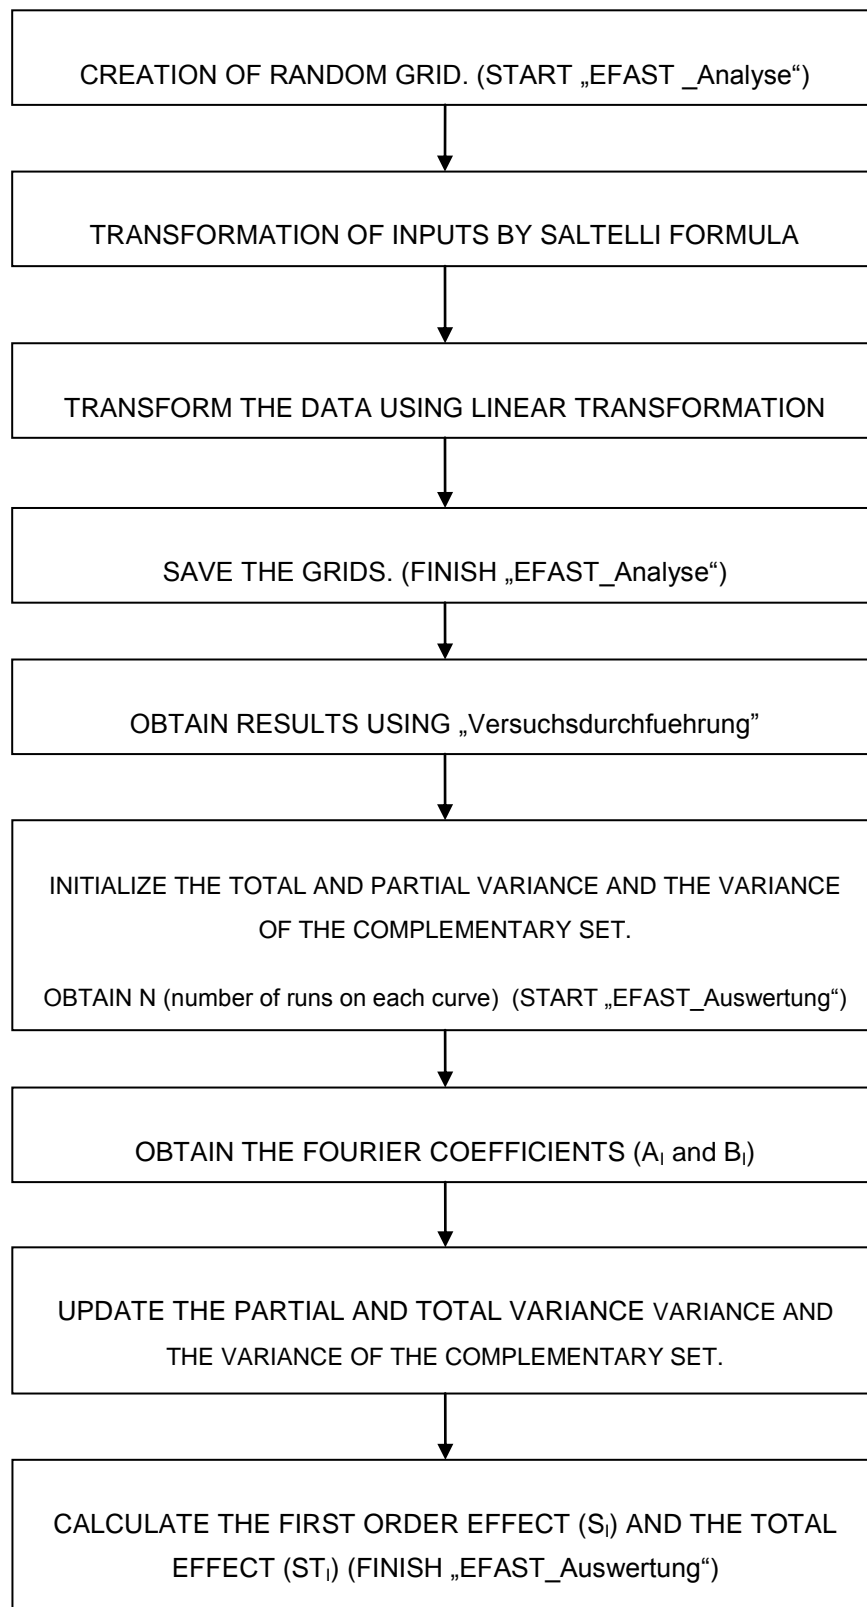 CREATION OF RANDOM GRID. (START „EFAST _Analyse“)
TRANSFORMATION OF INPUTS BY SALTELLI FORMULA
TRANSFORM THE DATA USING LINEAR TRANSFORMATION
SAVE THE GRIDS. (FINISH „EFAST_Analyse“)
OBTAIN RESULTS USING „Versuchsdurchfuehrung”
INITIALIZE THE TOTAL AND PARTIAL VARIANCE AND THE VARIANCE
OF THE COMPLEMENTARY SET.
OBTAIN N (number of runs on each curve) (START „EFAST_Auswertung“)
OBTAIN THE FOURIER COEFFICIENTS (Aₗ and Bₗ)
UPDATE THE PARTIAL AND TOTAL VARIANCE VARIANCE AND
THE VARIANCE OF THE COMPLEMENTARY SET.
CALCULATE THE FIRST ORDER EFFECT (Sₗ) AND THE TOTAL
EFFECT (STₗ) (FINISH „EFAST_Auswertung“)